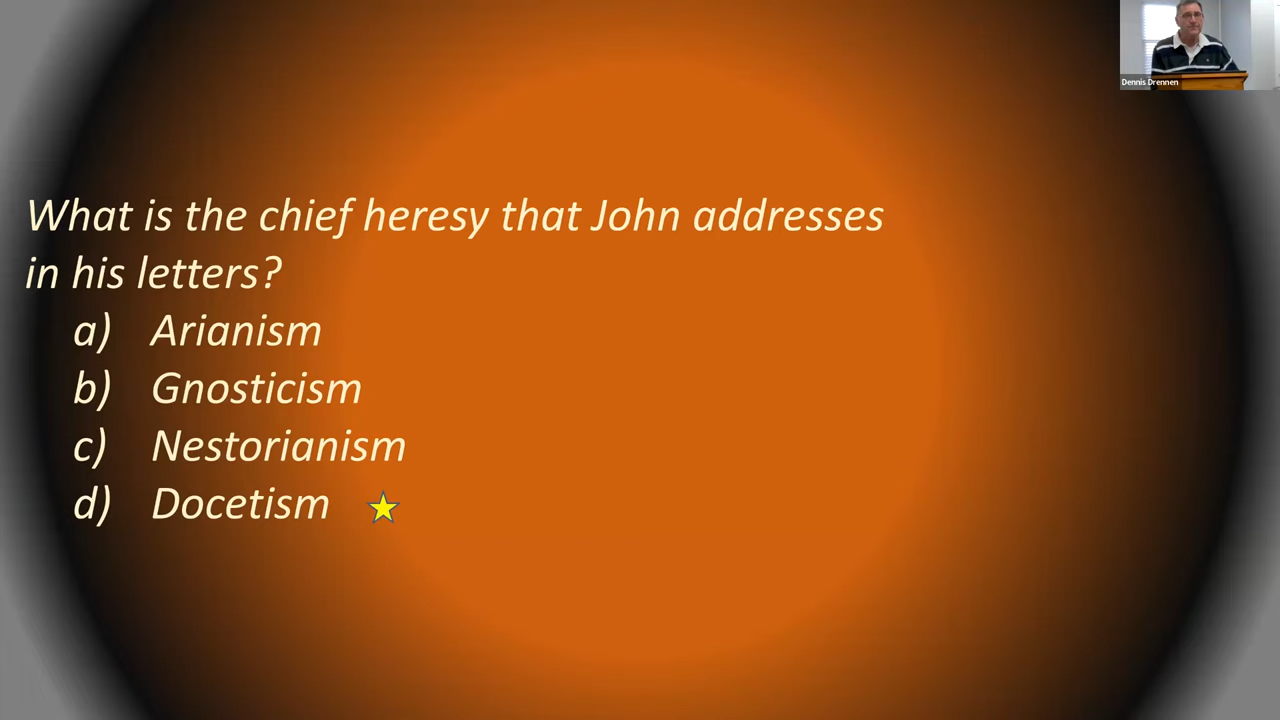 Dennis Drennen
What is the chief heresy that John addresses
in his letters?
a) Arianism
b) Gnosticism
c) Nestorianism
d) Docetism